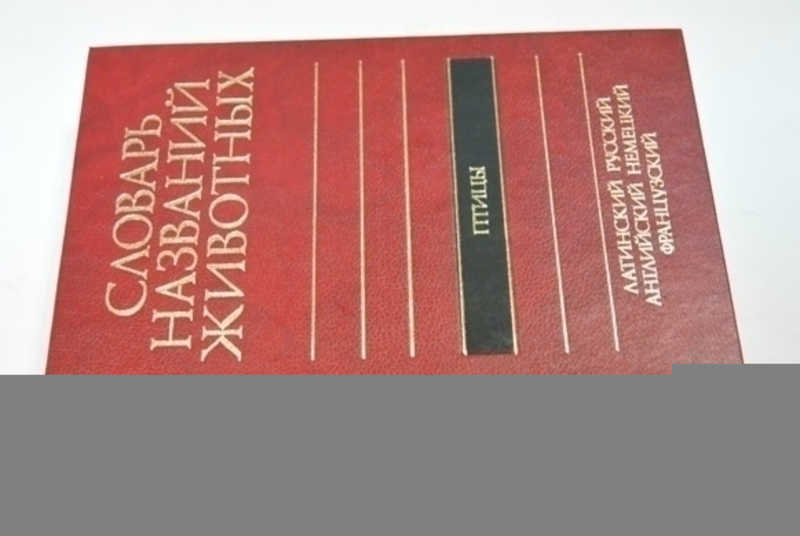 СЛОВАРЬ
НАЗВАНИЙ
ЖИВОТНЫХ
ПТИЦЫ
ЛАТИНСКИЙ РУССКИЙ
АНГЛИЙСКИЙ НЕМЕЦКИЙ
ФРАНЦУЗСКИЙ